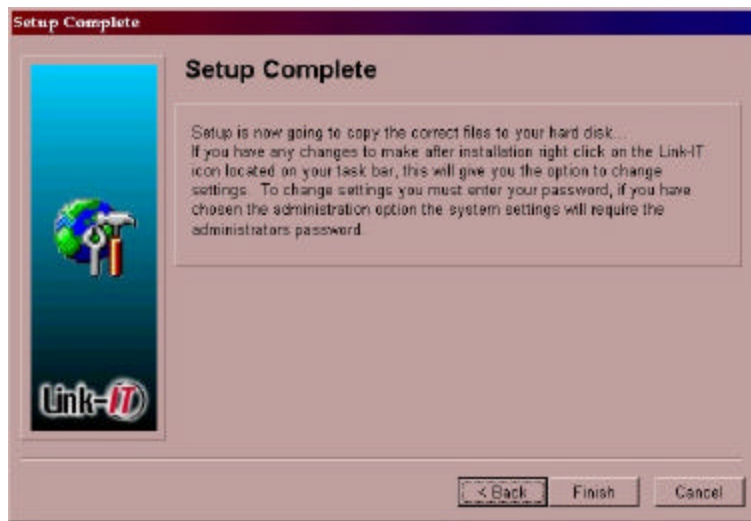 Setup Complete
Setup Complete
Setup is now going to copy the correct files to your hard disk...
If you have any changes to make after installation right click on the Link-IT
icon located on your task bar, this will give you the option to change
settings. To change settings you must enter your password, if you have
chosen the administration option the system settings will require the
administrators password.
Link-IT
< Back
Finish
Cancel